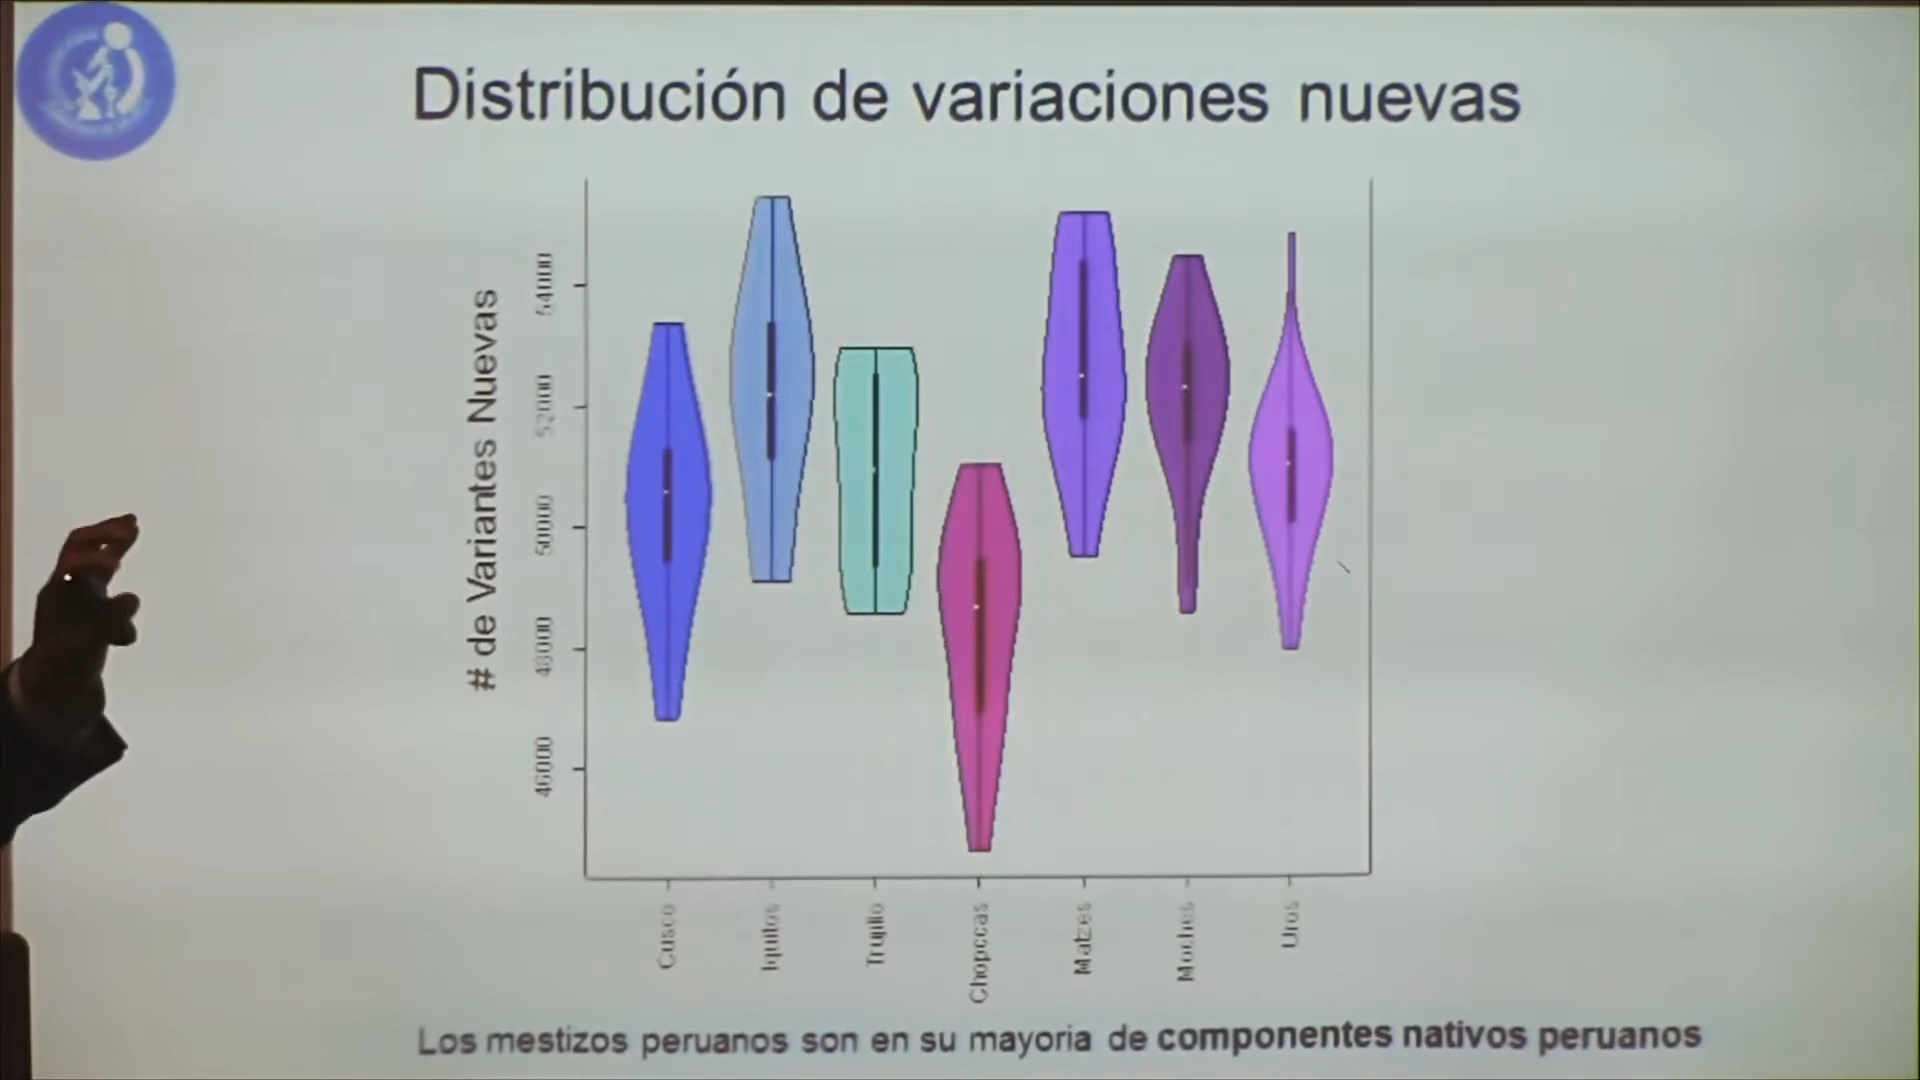 Distribución de variaciones nuevas
# de Variantes Nuevas
54000
52000
50000
48000
46000
Cusco
Iquitos
Trujillo
Chopccas
Matzes
Moches
Uros
Los mestizos peruanos son en su mayoria de componentes nativos peruanos